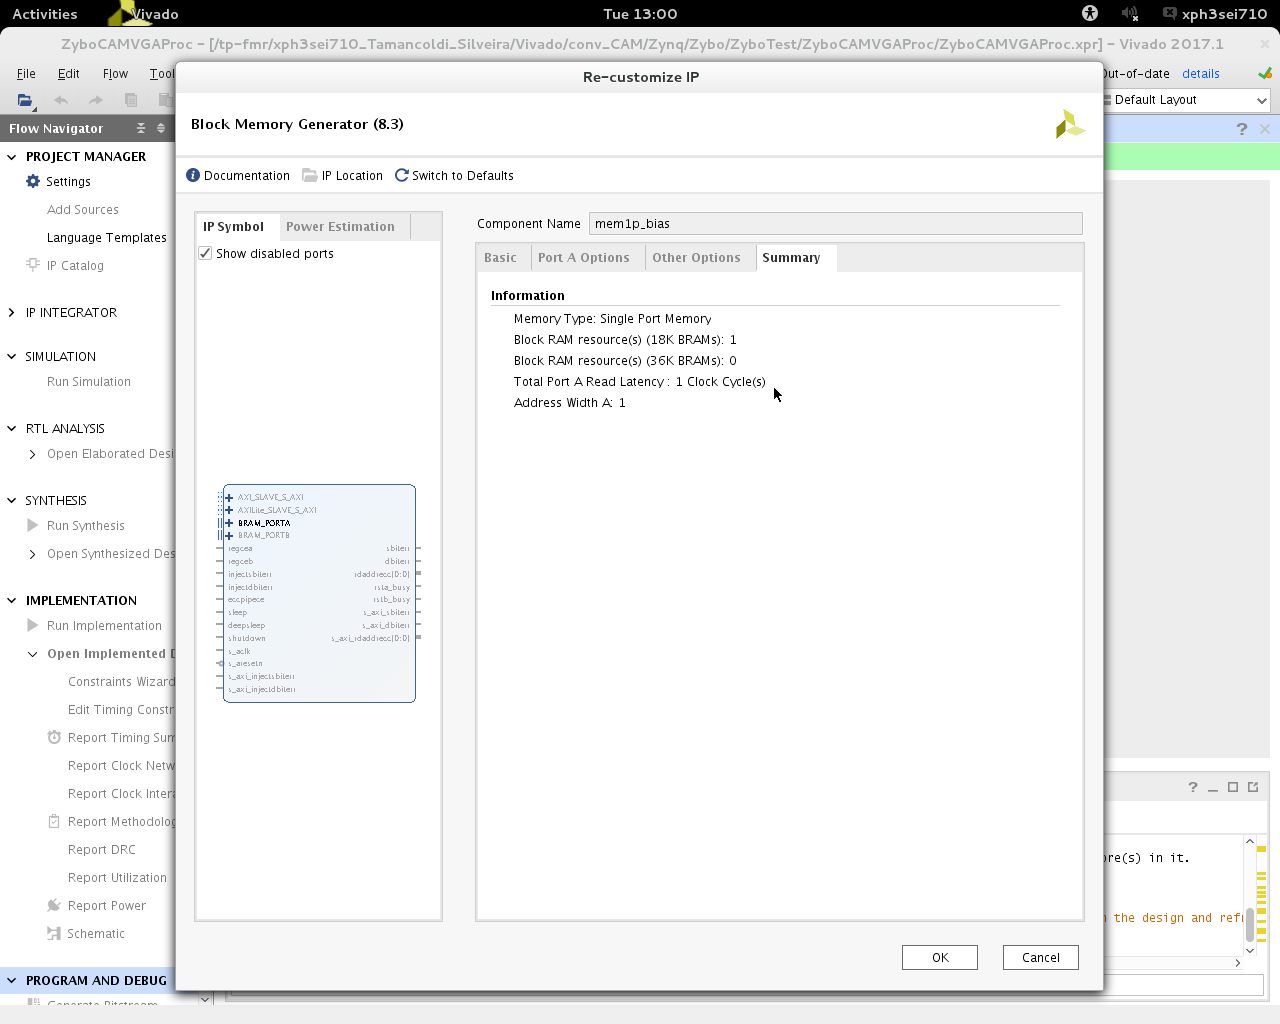 Activities
Vivado
Tue 13:00
xph3sei710
ZyboCAMVGAProc - [/tp-fmr/xph3sei710_Tamancoldi_Silveira/Vivado/conv_CAM/Zynq/Zybo/ZyboTest/ZyboCAMVGAProc/ZyboCAMVGAProc.xpr] - Vivado 2017.1
File Edit Flow Tool
Out-of-date details
Default Layout
Flow Navigator
PROJECT MANAGER
Settings
Add Sources
Language Templates
IP Catalog
IP INTEGRATOR
SIMULATION
Run Simulation
RTL ANALYSIS
Open Elaborated Desi
SYNTHESIS
Run Synthesis
Open Synthesized Des
IMPLEMENTATION
Run Implementation
Open Implemented D
Constraints Wizard
Edit Timing Constr
Report Timing Sum
Report Clock Netw
Report Clock Intera
Report Methodolog
Report DRC
Report Utilization
Report Power
Schematic
PROGRAM AND DEBUG
Generate Bitstream
Re-customize IP
Block Memory Generator (8.3)
Documentation IP Location Switch to Defaults
IP Symbol Power Estimation
Show disabled ports
AXI_SLAVE_S_AXI
AXILite_SLAVE_S_AXI
BRAM_PORTA
BRAM_PORTB
regcea sbiterr
regceb dbiterr
injectsbiterr rdaddrecc[0:0]
injectdbiterr rsta_busy
eccpipece rstb_busy
sleep s_axi_sbiterr
deepsleep s_axi_dbiterr
shutdown s_axi_rdaddrecc[0:0]
s_aclk
s_aresetn
s_axi_injectsbiterr
s_axi_injectdbiterr
Component Name mem1p_bias
Basic Port A Options Other Options Summary
Information
Memory Type: Single Port Memory
Block RAM resource(s) (18K BRAMs): 1
Block RAM resource(s) (36K BRAMs): 0
Total Port A Read Latency : 1 Clock Cycle(s)
Address Width A: 1
OK Cancel
ore(s) in it.
the design and refr